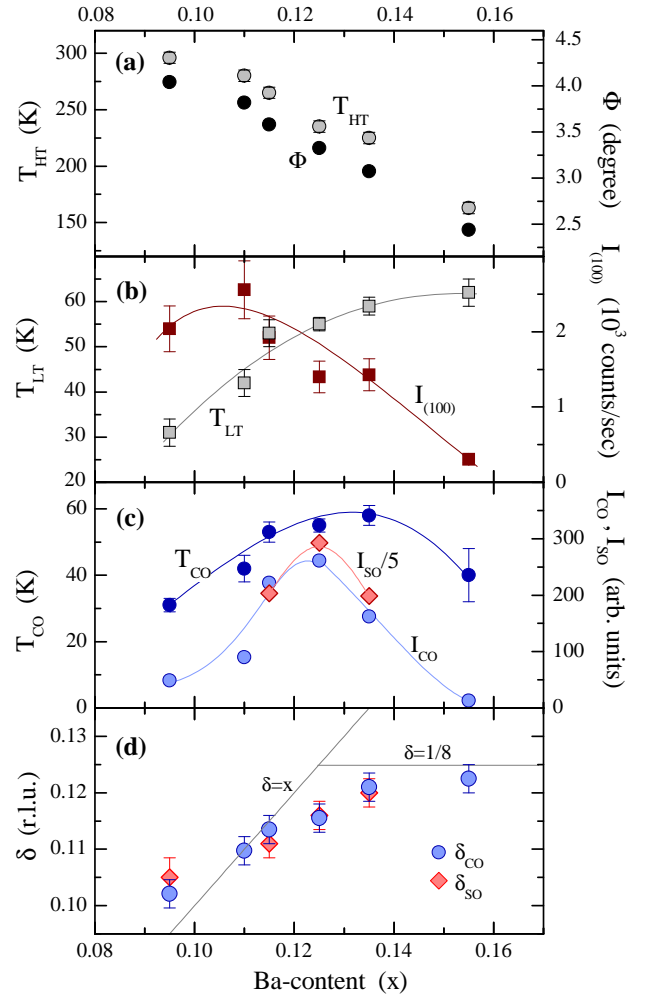 0.08 0.10 0.12 0.14 0.16
(a)
T_HT (K)
300
250
200
150
T_HT
Φ
4.5
4.0
3.5
3.0
2.5
Φ (degree)
(b)
T_LT (K)
60
50
40
30
20
T_LT
I_(100)
2
1
0
I_(100) (10^3 counts/sec)
(c)
T_CO (K)
60
40
20
0
T_CO
I_SO/5
I_CO
300
200
100
0
I_CO, I_SO (arb. units)
(d)
δ (r.l.u.)
0.13
0.12
0.11
0.10
δ=x
δ=1/8
δ_CO
δ_SO
0.08 0.10 0.12 0.14 0.16
Ba-content (x)